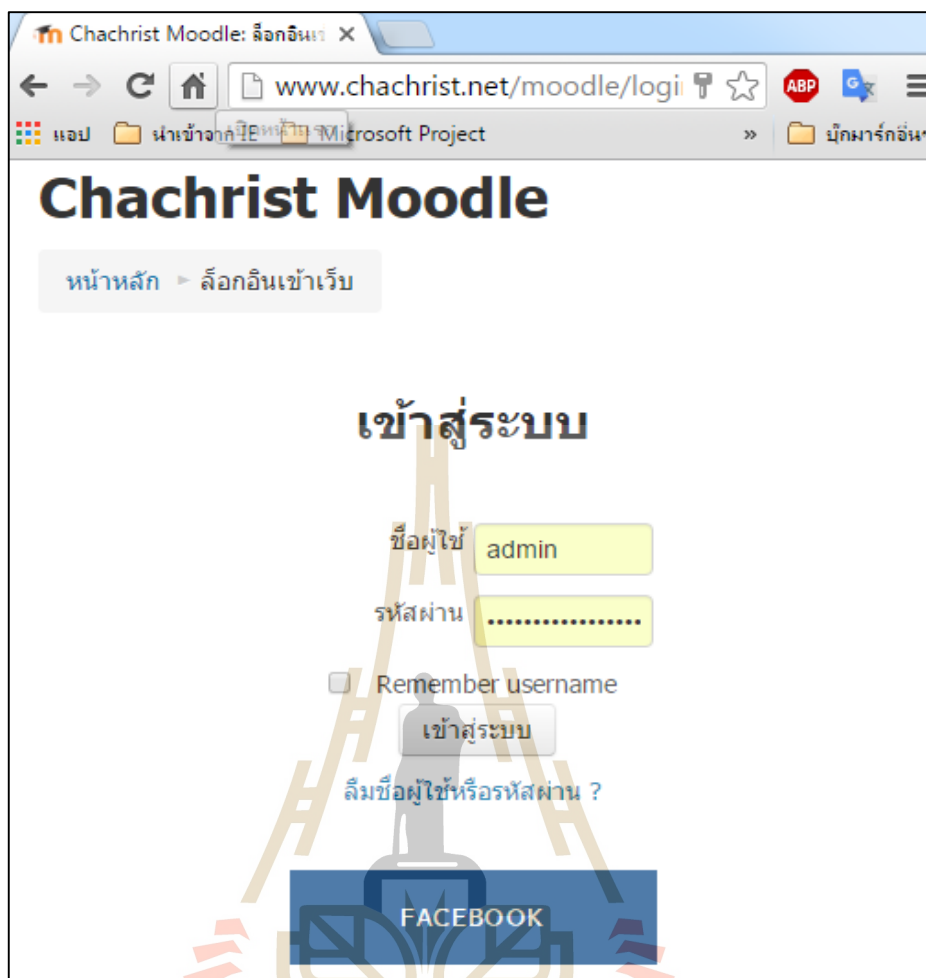 Chachrist Moodle: ล็อกอินเข
www.chachrist.net/moodle/logi
ABP
แอป นำเข้าจาก IE Microsoft Project » บุ๊กมาร์กอื่นๆ
Chachrist Moodle
หน้าหลัก ► ล็อกอินเข้าเว็บ
เข้าสู่ระบบ
ชื่อผู้ใช้ admin
รหัสผ่าน •••••••••••••••••
Remember username
เข้าสู่ระบบ
ลืมชื่อผู้ใช้หรือรหัสผ่าน ?
FACEBOOK